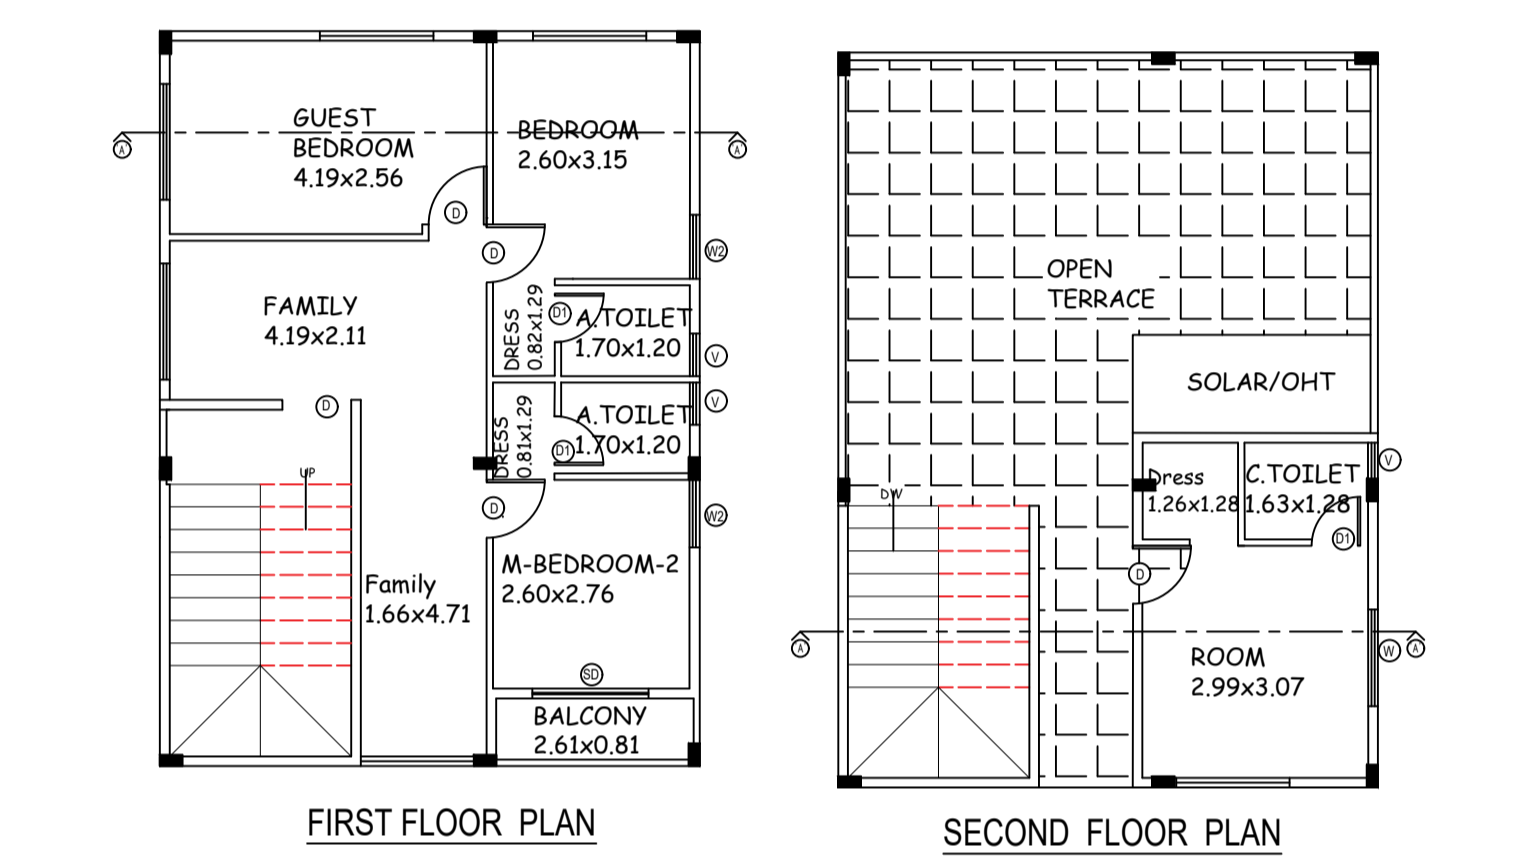 GUEST
BEDROOM
4.19x2.56
BEDROOM
2.60x3.15
A
A
D
D
W2
FAMILY
4.19x2.11
DRESS
0.82x1.29
D1
A.TOILET
1.70x1.20
V
D
DRESS
0.81x1.29
D1
A.TOILET
1.70x1.20
V
UP
D
W2
Family
1.66x4.71
M-BEDROOM-2
2.60x2.76
SD
BALCONY
2.61x0.81
FIRST FLOOR PLAN
OPEN
TERRACE
SOLAR/OHT
V
Dress
1.26x1.28
C.TOILET
1.63x1.28
DW
D1
D
A
W
A
ROOM
2.99x3.07
SECOND FLOOR PLAN